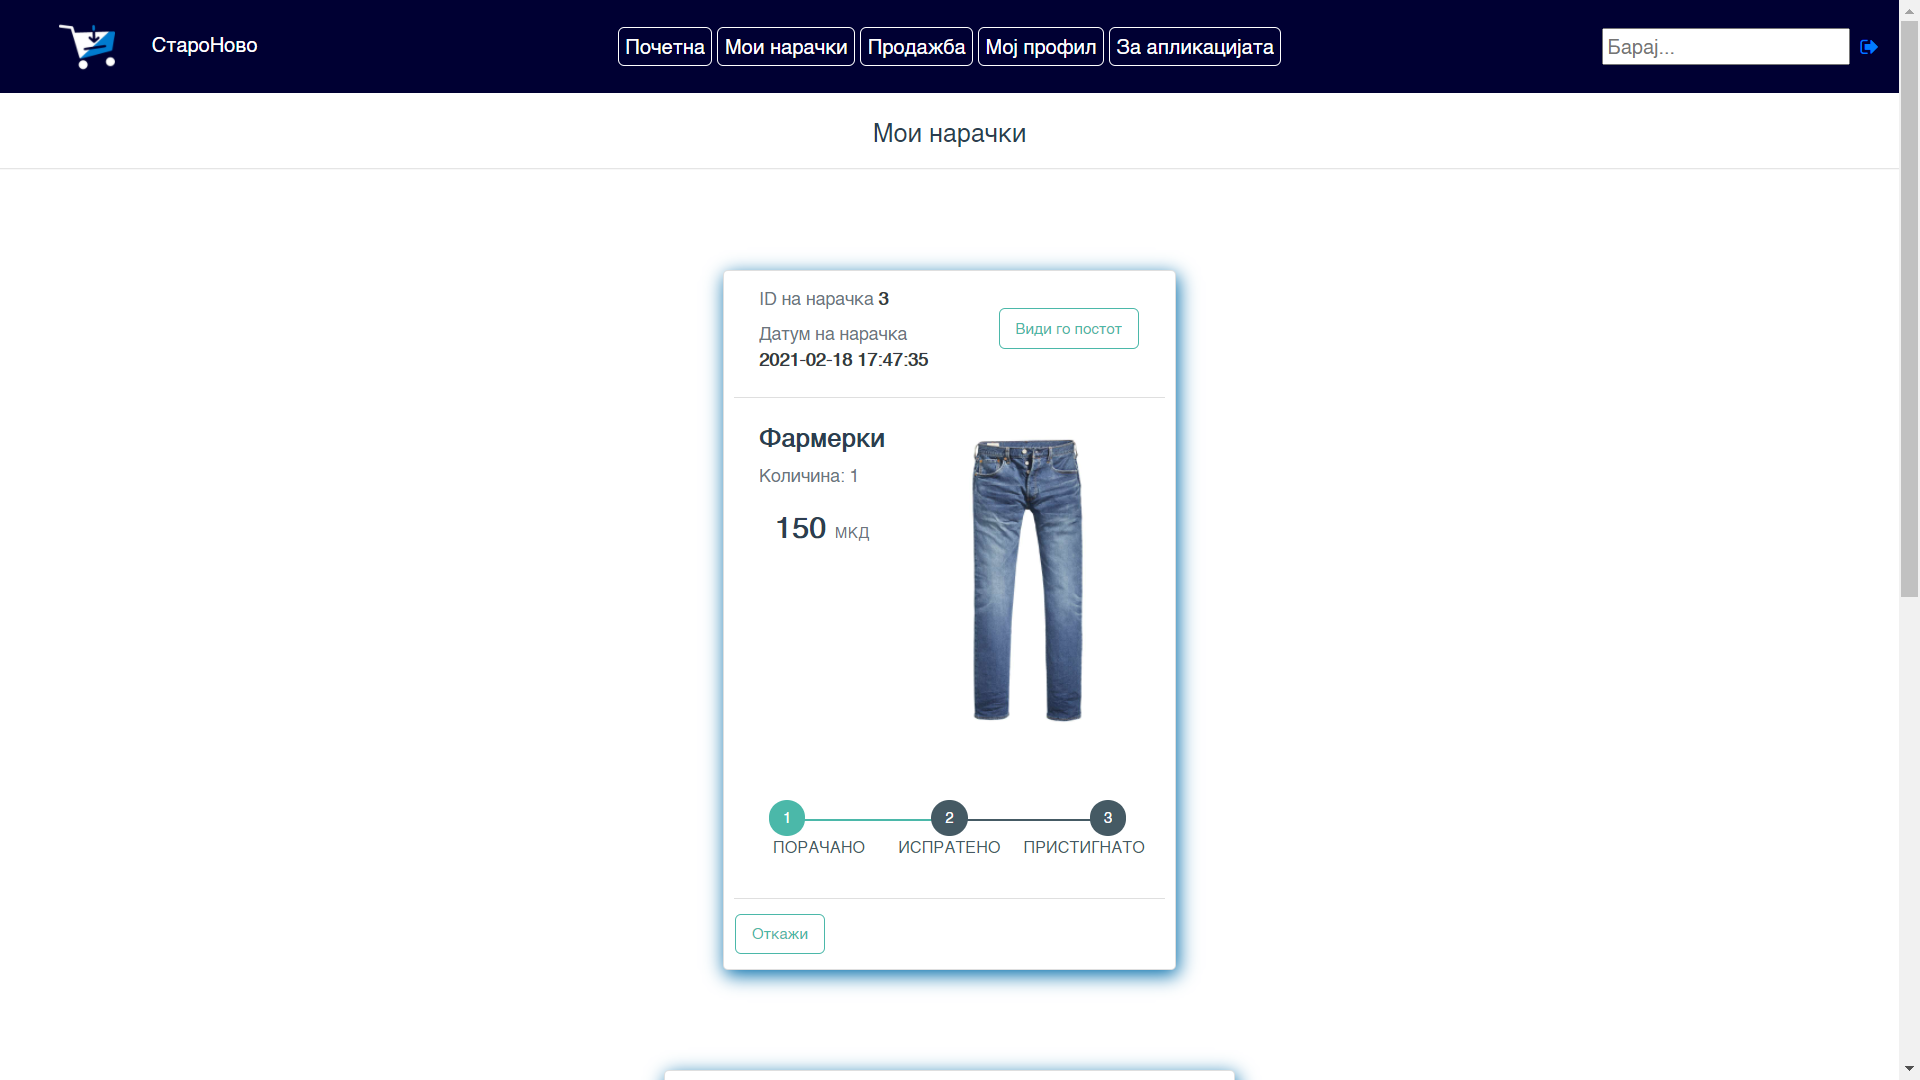 СтароНово
Почетна
Мои нарачки
Продажба
Мој профил
За апликацијата
Барај...
Мои нарачки
ID на нарачка 3
Датум на нарачка
2021-02-18 17:47:35
Види го постот
Фармерки
Количина: 1
150 МКД
1
2
3
ПОРАЧАНО
ИСПРАТЕНО
ПРИСТИГНАТО
Откажи